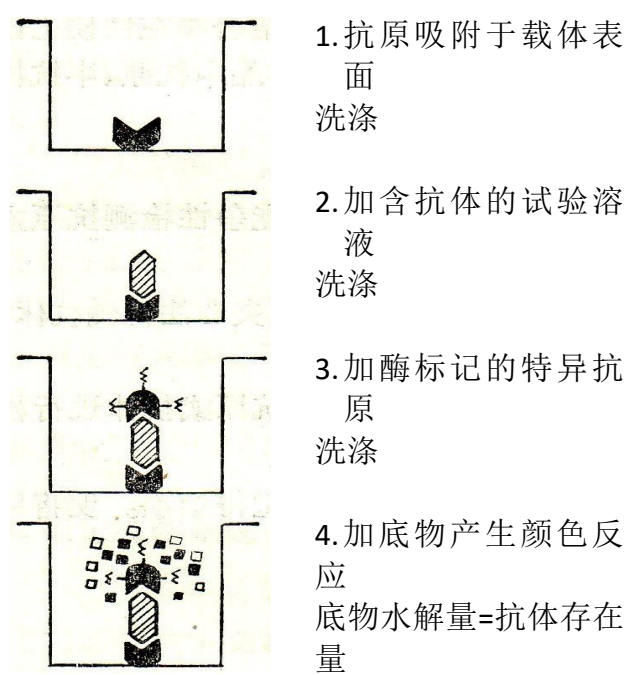 1.抗原吸附于载体表
面
洗涤
2.加含抗体的试验溶
液
洗涤
3.加酶标记的特异抗
原
洗涤
4.加底物产生颜色反
应
底物水解量=抗体存在
量